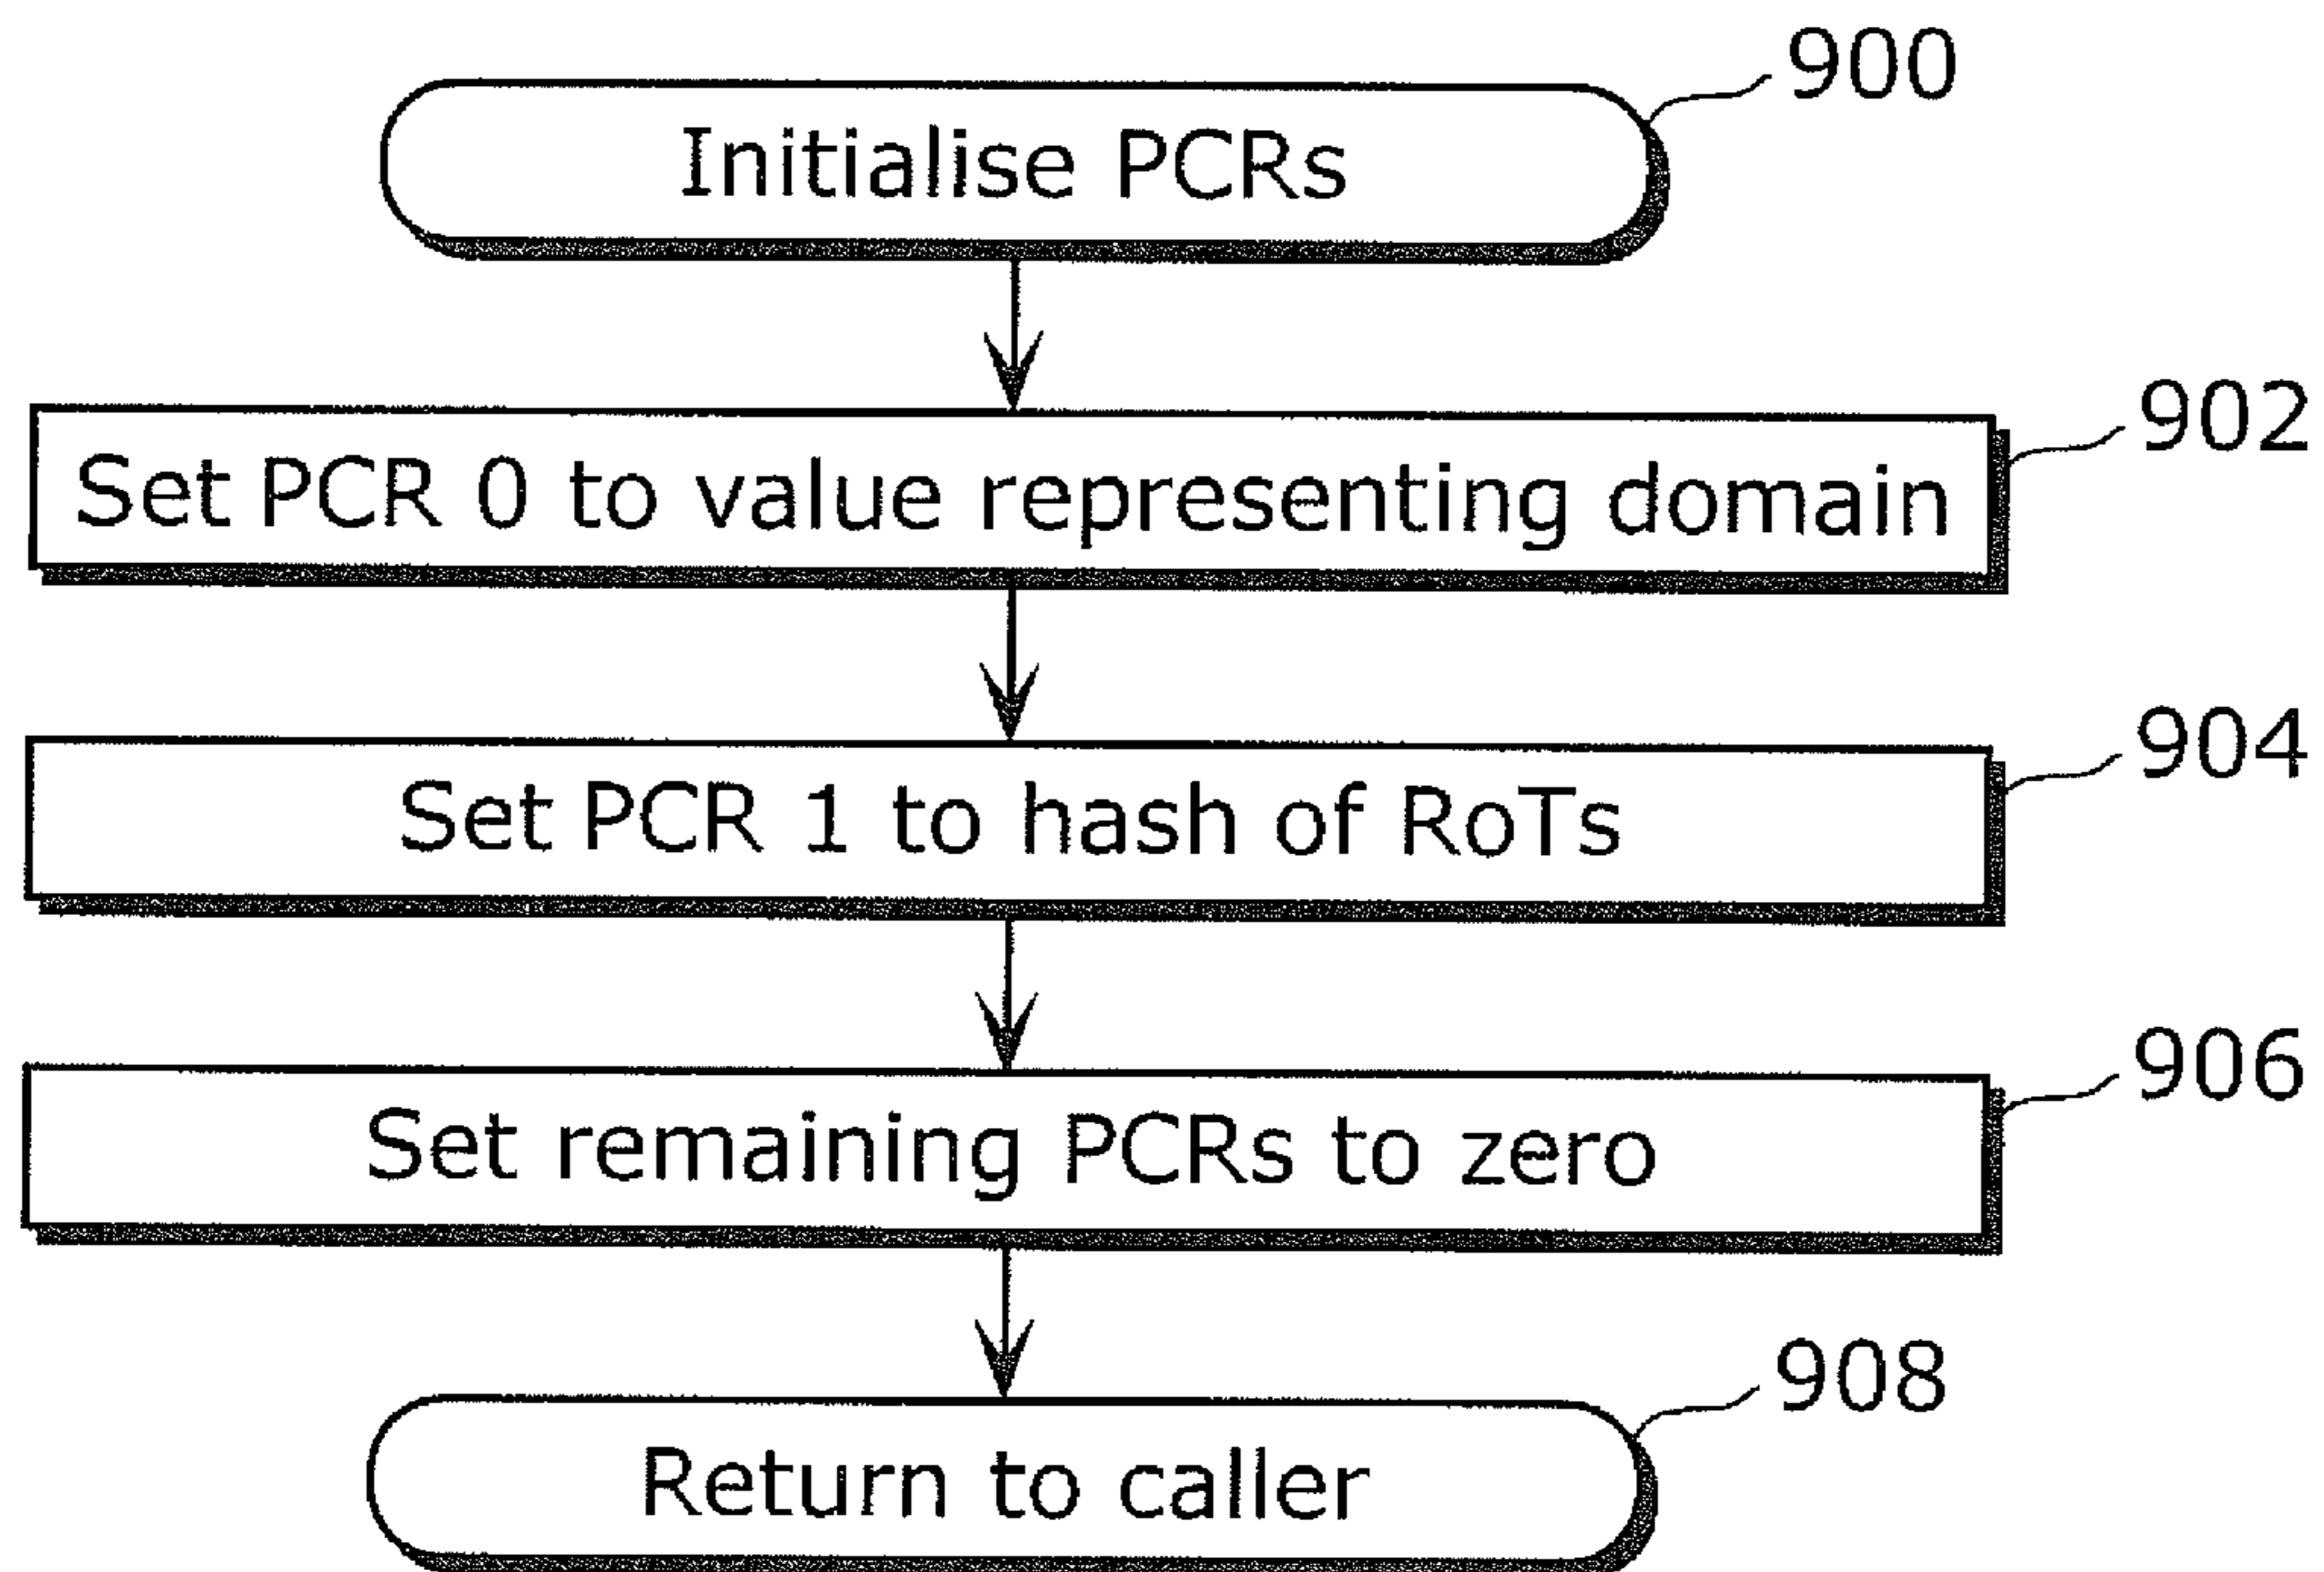 900
Initialise PCRs
902
Set PCR 0 to value representing domain
904
Set PCR 1 to hash of RoTs
906
Set remaining PCRs to zero
908
Return to caller